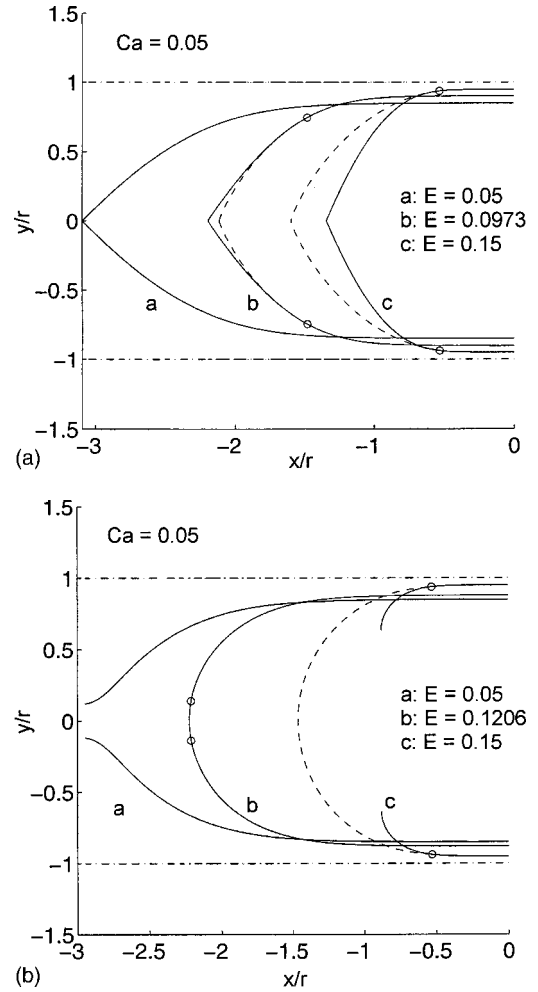 1.5
Ca = 0.05
1
0.5
0
−0.5
−1
−1.5
y/r
a: E = 0.05
b: E = 0.0973
c: E = 0.15
a
b
c
−3
−2
−1
0
x/r
(a)
1.5
Ca = 0.05
1
0.5
0
−0.5
−1
−1.5
y/r
a: E = 0.05
b: E = 0.1206
c: E = 0.15
a
b
c
−3
−2.5
−2
−1.5
−1
−0.5
0
x/r
(b)